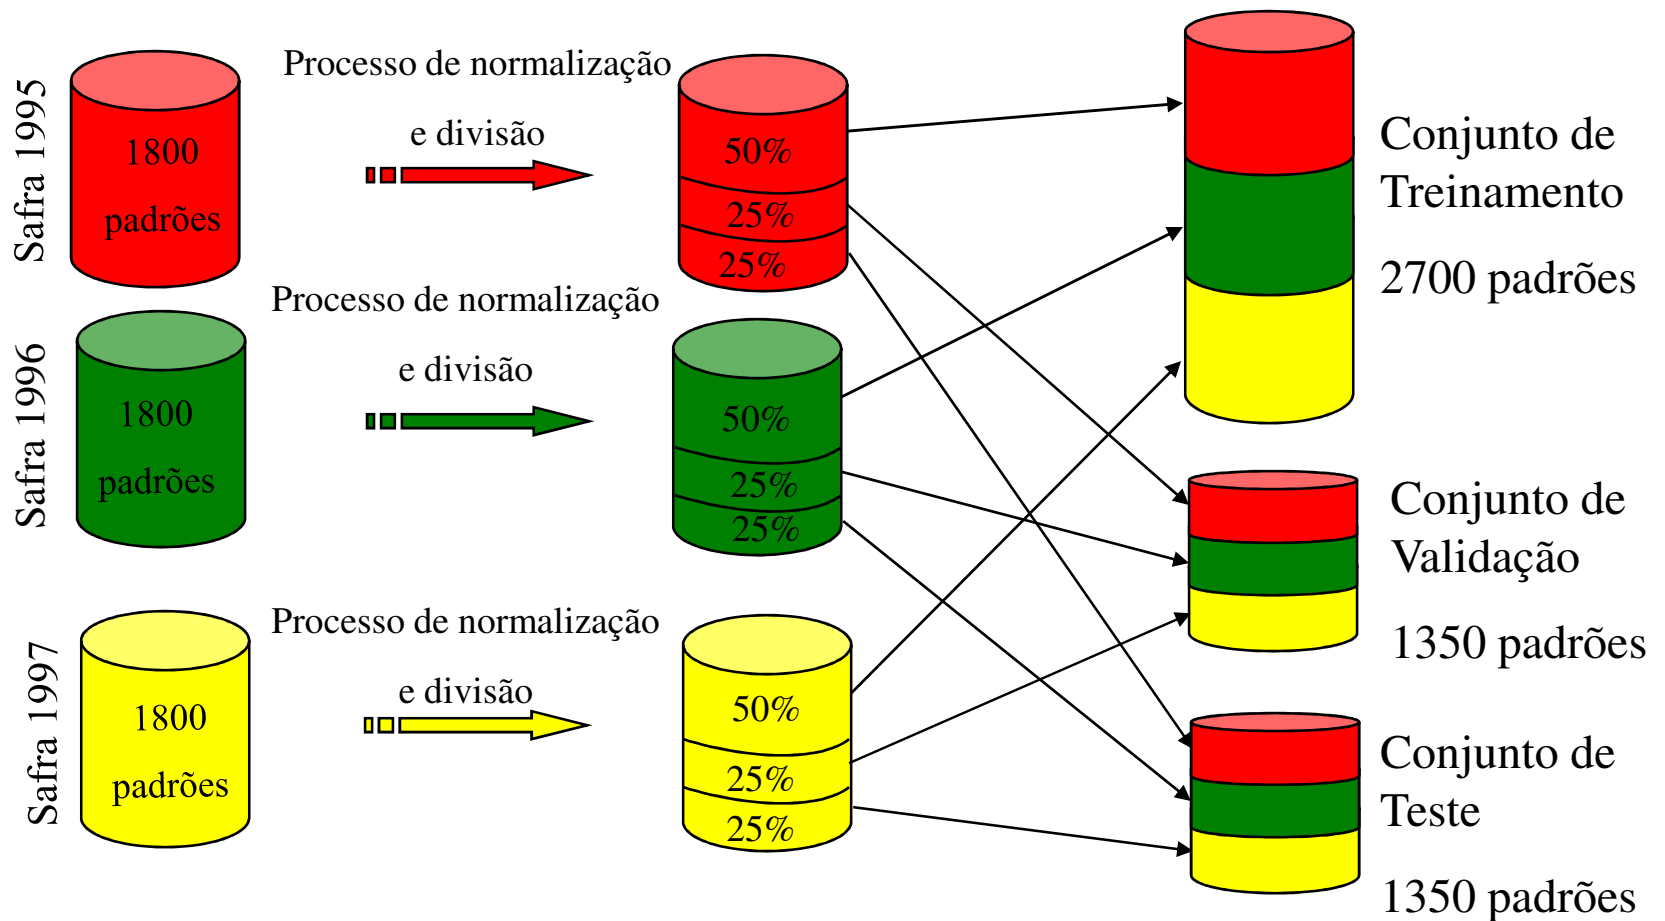 Safra 1995
1800
padrões
Processo de normalização
e divisão
50%
25%
25%
Safra 1996
1800
padrões
Processo de normalização
e divisão
50%
25%
25%
Safra 1997
1800
padrões
Processo de normalização
e divisão
50%
25%
25%
Conjunto de
Treinamento
2700 padrões
Conjunto de
Validação
1350 padrões
Conjunto de
Teste
1350 padrões